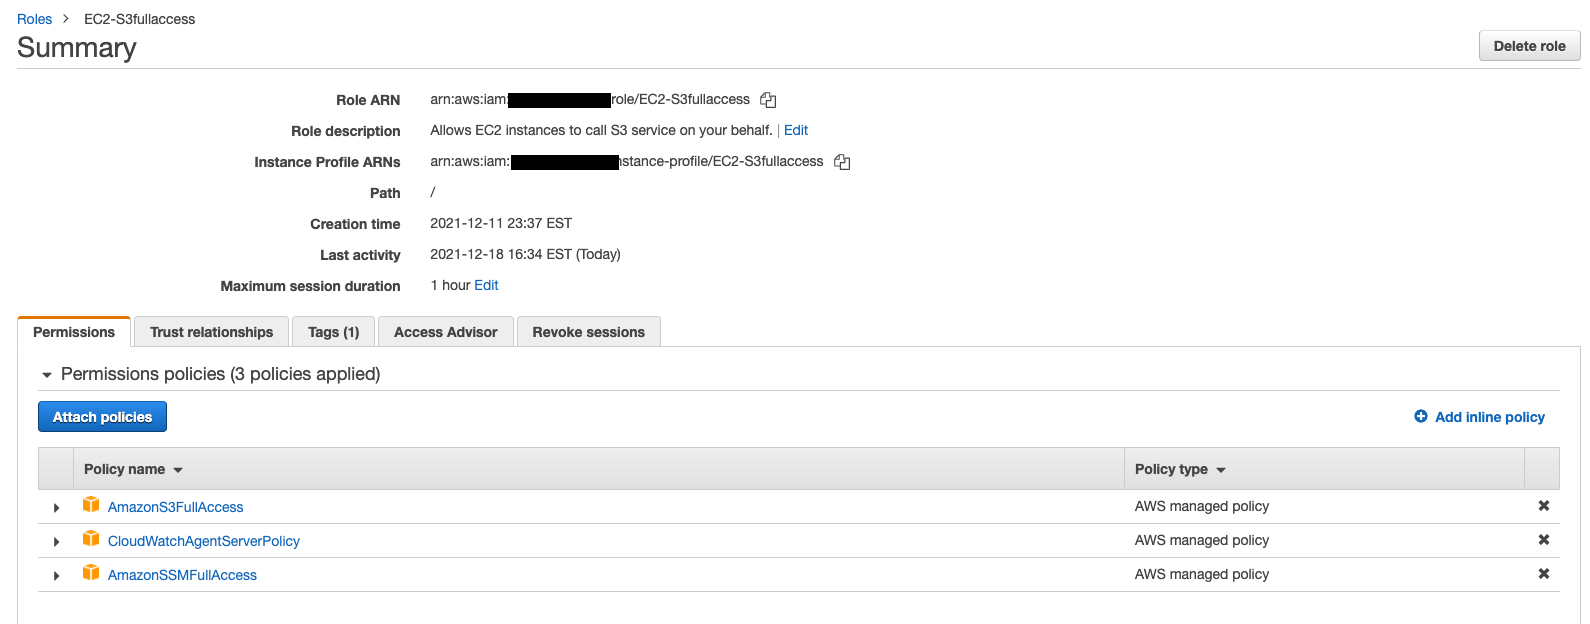 Roles > EC2-S3fullaccess
Summary
Delete role
Role ARN arn:aws:iam: role/EC2-S3fullaccess
Role description Allows EC2 instances to call S3 service on your behalf. | Edit
Instance Profile ARNs arn:aws:iam: nstance-profile/EC2-S3fullaccess
Path /
Creation time 2021-12-11 23:37 EST
Last activity 2021-12-18 16:34 EST (Today)
Maximum session duration 1 hour Edit
Permissions Trust relationships Tags (1) Access Advisor Revoke sessions
Permissions policies (3 policies applied)
Attach policies Add inline policy
Policy name Policy type
AmazonS3FullAccess AWS managed policy
CloudWatchAgentServerPolicy AWS managed policy
AmazonSSMFullAccess AWS managed policy